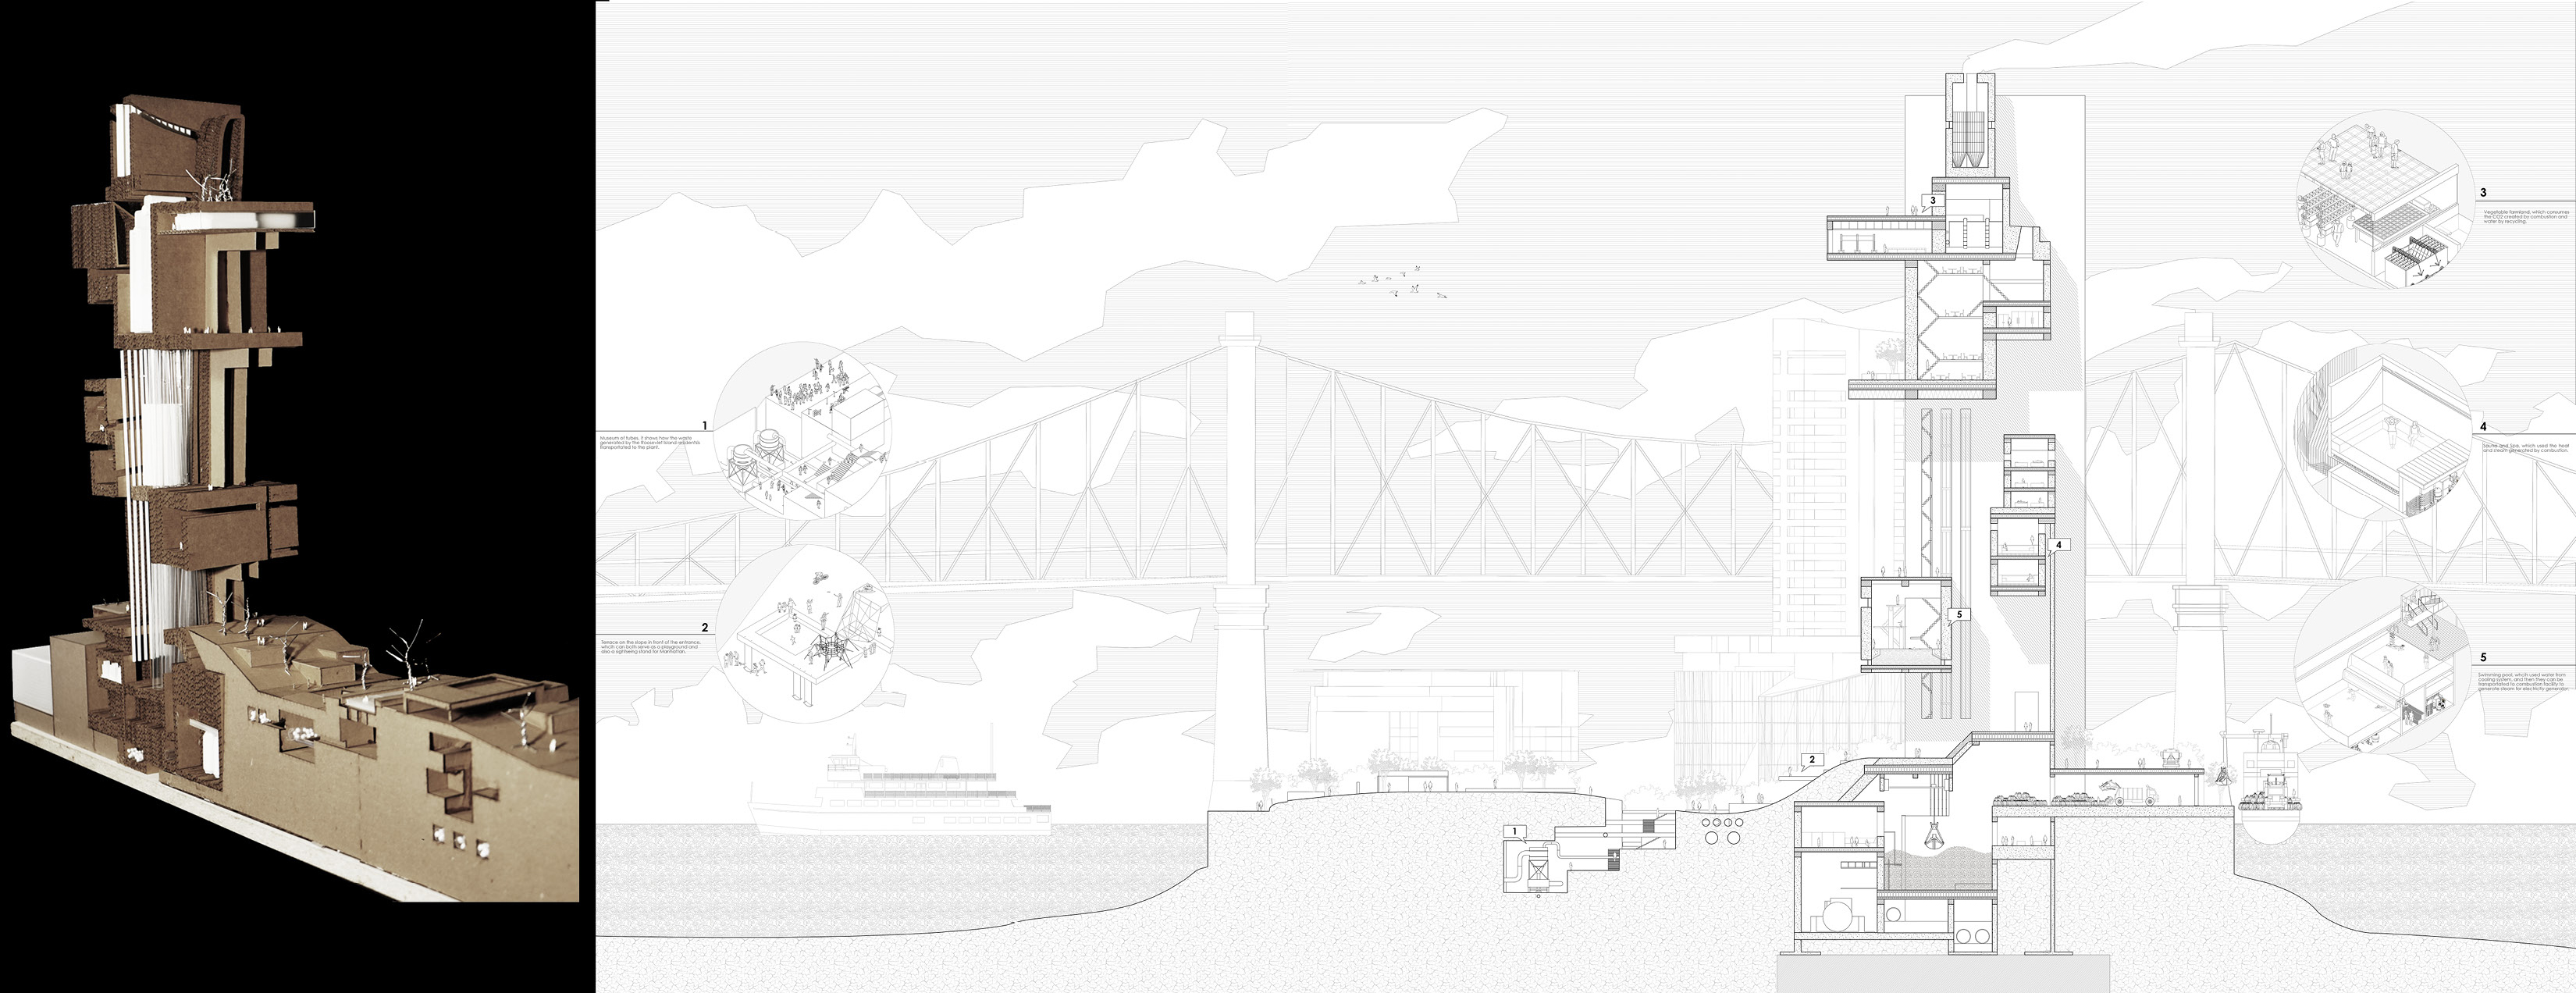 1
Museum of tubes, it shows how the waste
generated by the Roosevelt Island residents
transportated to the plant.
2
Terrace on the slope in front of the entrance,
which can both serve as a playground and
also a sightseeing stand for Manhattan.
3
Vegetable farmland, which consumes
the CO2 created by combustion and
water by recycling.
4
Sauna and Spa, which used the heat
and steam generated by combustion.
5
Swimming pool, which used water from
cooling system, and then they can be
transportated to combustion facility to
generate steam for electricity generation.
3
4
5
2
1